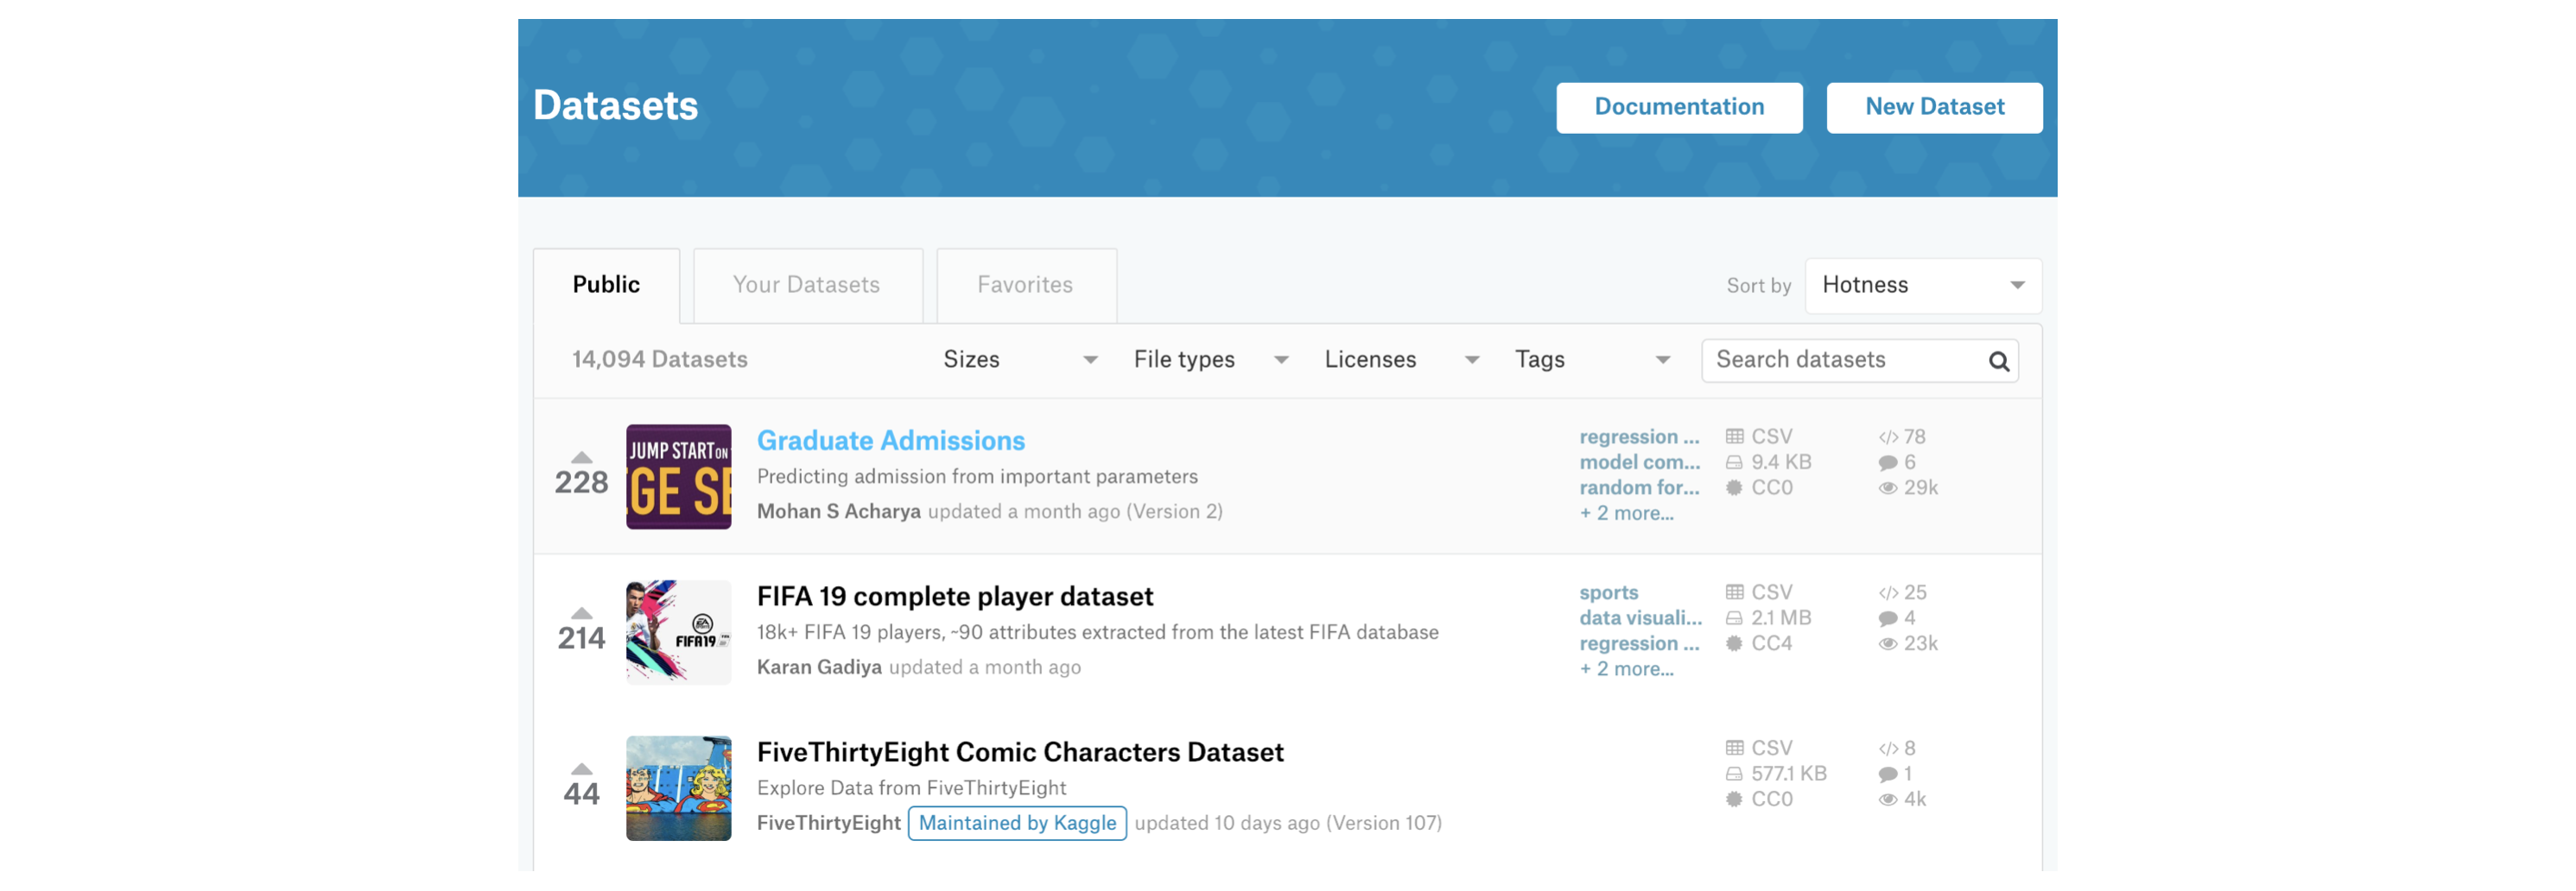 Datasets
Documentation
New Dataset
Public
Your Datasets
Favorites
Sort by
Hotness
14,094 Datasets
Sizes
File types
Licenses
Tags
Search datasets
228
JUMP START ON
GE SE
Graduate Admissions
Predicting admission from important parameters
Mohan S Acharya updated a month ago (Version 2)
regression ...
model com...
random for...
+ 2 more...
CSV
9.4 KB
CC0
</> 78
6
29k
214
EA
SPORTS
FIFA19
FIFA 19 complete player dataset
18k+ FIFA 19 players, ~90 attributes extracted from the latest FIFA database
Karan Gadiya updated a month ago
sports
data visuali...
regression ...
+ 2 more...
CSV
2.1 MB
CC4
</> 25
4
23k
44
FiveThirtyEight Comic Characters Dataset
Explore Data from FiveThirtyEight
FiveThirtyEight Maintained by Kaggle updated 10 days ago (Version 107)
CSV
577.1 KB
CC0
</> 8
1
4k